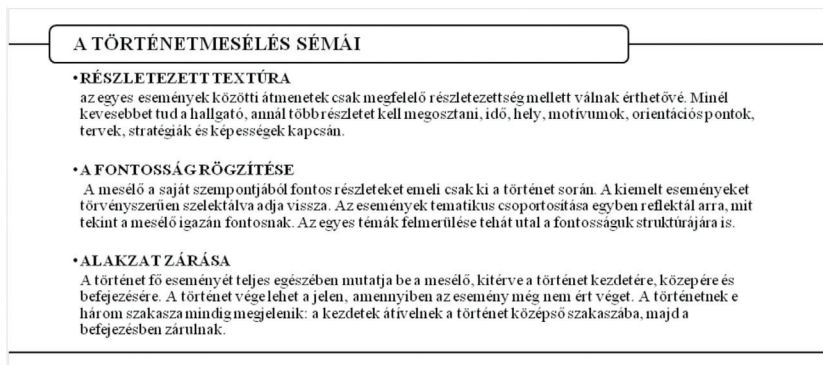 A TÖRTÉNETMESÉLÉS SÉMÁI
•RÉSZLETEZETT TEXTÚRA
az egyes események közötti átmenetek csak megfelelő részletezettség mellett válnak érthetővé. Minél
kevesebbet tud a hallgató, annál több részletet kell megosztani, idő, hely, motívumok, orientációs pontok,
tervek, stratégiák és képességek kapcsán.
•A FONTOSSÁG RÖGZÍTÉSE
A mesélő a saját szempontjából fontos részleteket emeli csak ki a történet során. A kiemelt eseményeket
törvényszerűen szelektálva adja vissza. Az események tematikus csoportosítása egyben reflektál arra, mit
tekint a mesélő igazán fontosnak. Az egyes témák felmerülése tehát utal a fontosságuk struktúrájára is.
•ALAKZAT ZÁRÁSA
A történet fő eseményét teljes egészében mutatja be a mesélő, kitérve a történet kezdetére, közepére és
befejezésére. A történet vége lehet a jelen, amennyiben az esemény még nem ért véget. A történetnek e
három szakasza mindig megjelenik: a kezdetek átívelnek a történet középső szakaszába, majd a
befejezésben zárulnak.